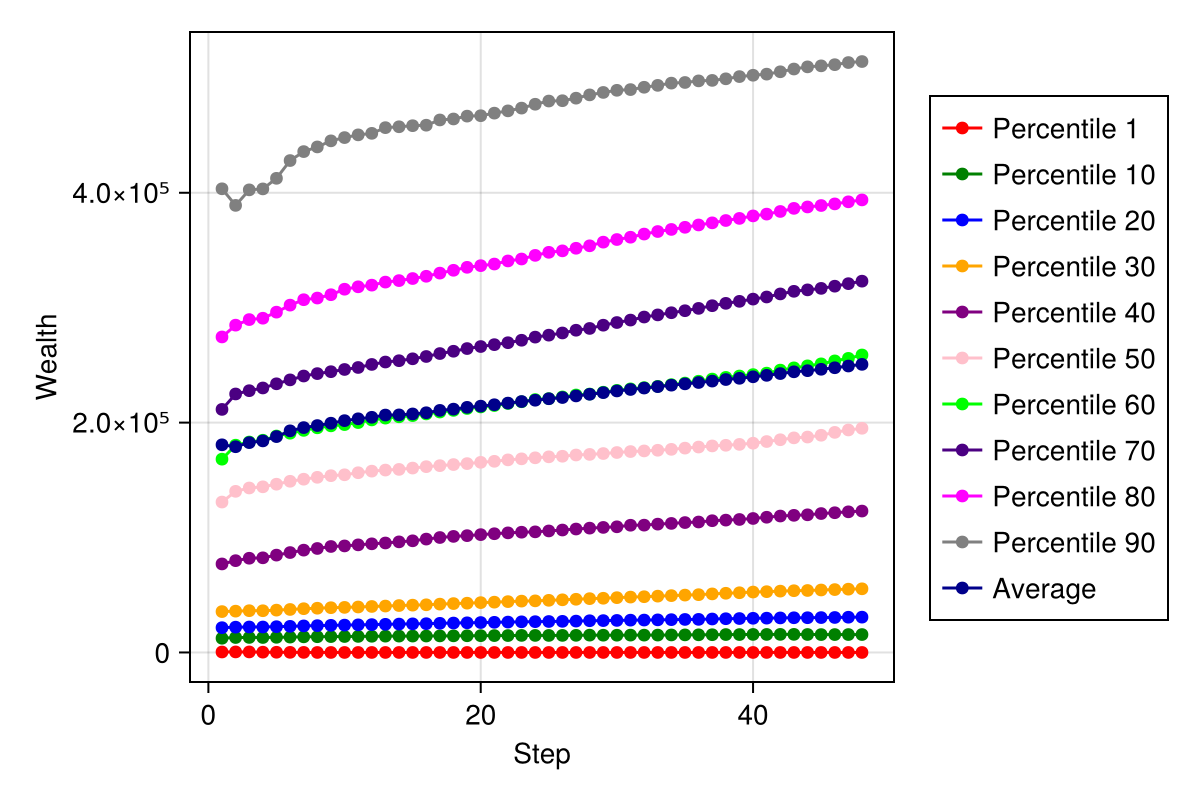 4.0×10⁵
2.0×10⁵
0
Wealth
0 20 40
Step
Percentile 1
Percentile 10
Percentile 20
Percentile 30
Percentile 40
Percentile 50
Percentile 60
Percentile 70
Percentile 80
Percentile 90
Average